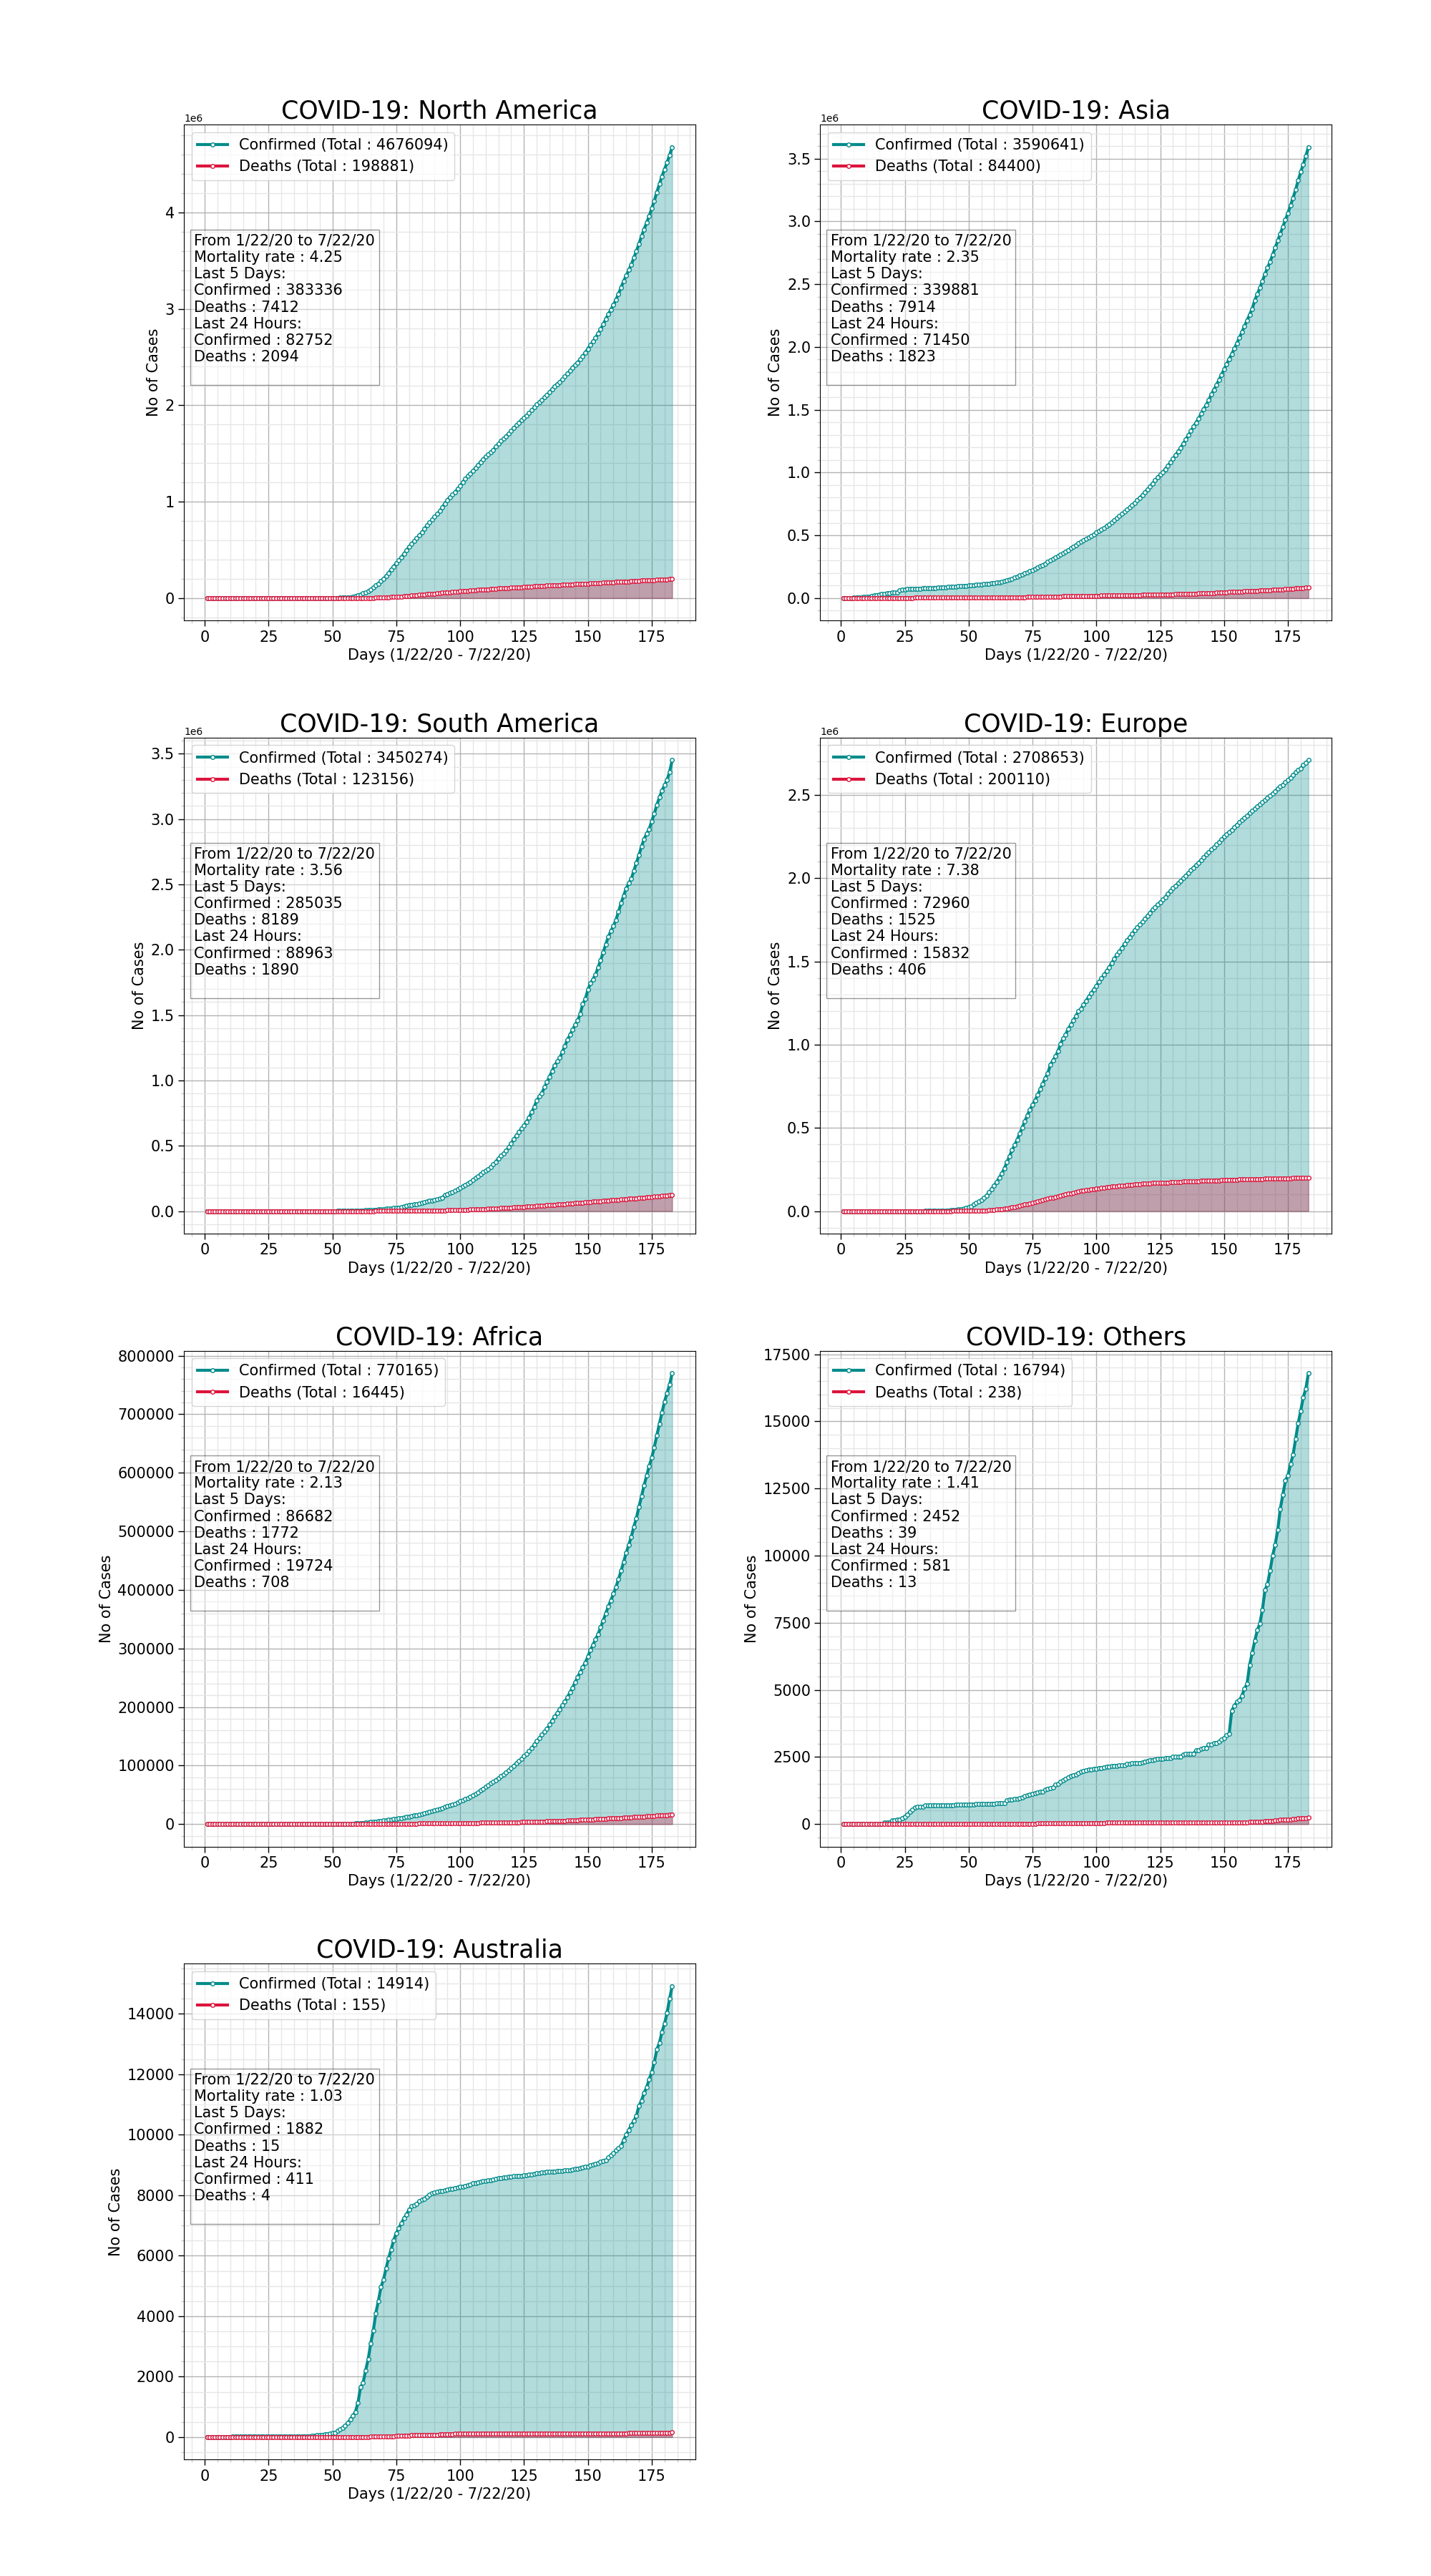 COVID-19: North America
1e6
Confirmed (Total : 4676094)
Deaths (Total : 198881)
From 1/22/20 to 7/22/20
Mortality rate : 4.25
Last 5 Days:
Confirmed : 383336
Deaths : 7412
Last 24 Hours:
Confirmed : 82752
Deaths : 2094
No of Cases
4
3
2
1
0
0 25 50 75 100 125 150 175
Days (1/22/20 - 7/22/20)
COVID-19: Asia
1e6
Confirmed (Total : 3590641)
Deaths (Total : 84400)
From 1/22/20 to 7/22/20
Mortality rate : 2.35
Last 5 Days:
Confirmed : 339881
Deaths : 7914
Last 24 Hours:
Confirmed : 71450
Deaths : 1823
No of Cases
3.5
3.0
2.5
2.0
1.5
1.0
0.5
0.0
0 25 50 75 100 125 150 175
Days (1/22/20 - 7/22/20)
COVID-19: South America
1e6
Confirmed (Total : 3450274)
Deaths (Total : 123156)
From 1/22/20 to 7/22/20
Mortality rate : 3.56
Last 5 Days:
Confirmed : 285035
Deaths : 8189
Last 24 Hours:
Confirmed : 88963
Deaths : 1890
No of Cases
3.5
3.0
2.5
2.0
1.5
1.0
0.5
0.0
0 25 50 75 100 125 150 175
Days (1/22/20 - 7/22/20)
COVID-19: Europe
1e6
Confirmed (Total : 2708653)
Deaths (Total : 200110)
From 1/22/20 to 7/22/20
Mortality rate : 7.38
Last 5 Days:
Confirmed : 72960
Deaths : 1525
Last 24 Hours:
Confirmed : 15832
Deaths : 406
No of Cases
2.5
2.0
1.5
1.0
0.5
0.0
0 25 50 75 100 125 150 175
Days (1/22/20 - 7/22/20)
COVID-19: Africa
Confirmed (Total : 770165)
Deaths (Total : 16445)
From 1/22/20 to 7/22/20
Mortality rate : 2.13
Last 5 Days:
Confirmed : 86682
Deaths : 1772
Last 24 Hours:
Confirmed : 19724
Deaths : 708
No of Cases
800000
700000
600000
500000
400000
300000
200000
100000
0
0 25 50 75 100 125 150 175
Days (1/22/20 - 7/22/20)
COVID-19: Others
Confirmed (Total : 16794)
Deaths (Total : 238)
From 1/22/20 to 7/22/20
Mortality rate : 1.41
Last 5 Days:
Confirmed : 2452
Deaths : 39
Last 24 Hours:
Confirmed : 581
Deaths : 13
No of Cases
17500
15000
12500
10000
7500
5000
2500
0
0 25 50 75 100 125 150 175
Days (1/22/20 - 7/22/20)
COVID-19: Australia
Confirmed (Total : 14914)
Deaths (Total : 155)
From 1/22/20 to 7/22/20
Mortality rate : 1.03
Last 5 Days:
Confirmed : 1882
Deaths : 15
Last 24 Hours:
Confirmed : 411
Deaths : 4
No of Cases
14000
12000
10000
8000
6000
4000
2000
0
0 25 50 75 100 125 150 175
Days (1/22/20 - 7/22/20)